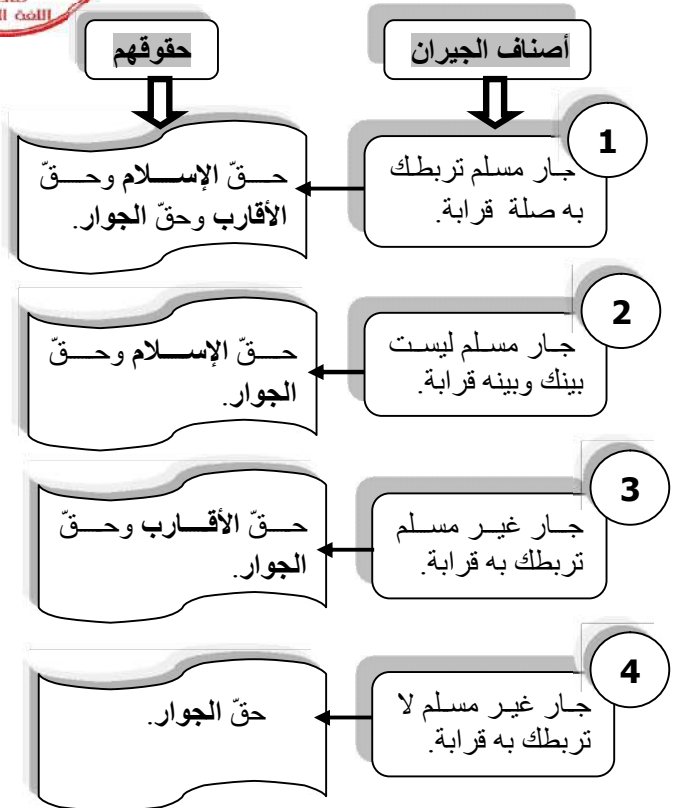 اللغة
أصناف الجيران
حقوقهم
1
جار مسلم تربطك
به صلة قرابة.
حقّ الإسلام وحقّ
الأقارب وحقّ الجوار.
2
جار مسلم ليست
بينك وبينه قرابة.
حقّ الإسلام وحقّ
الجوار.
3
جار غير مسلم
تربطك به قرابة.
حقّ الأقارب وحقّ
الجوار.
4
جار غير مسلم لا
تربطك به قرابة.
حقّ الجوار.